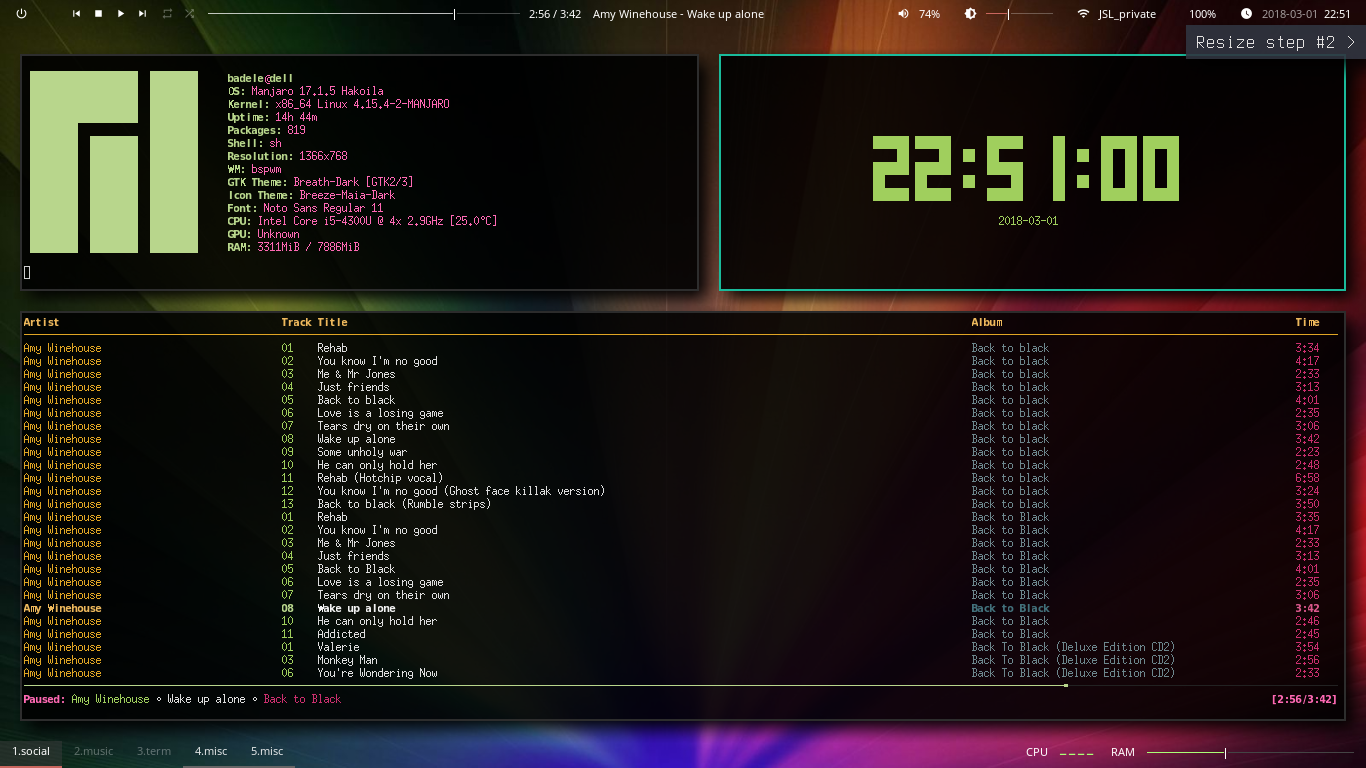 2:56 / 3:42 Amy Winehouse - Wake up alone 74% JSL_private 100% 2018-03-01 22:51
Resize step #2 >
badele@dell
OS: Manjaro 17.1.5 Hakoila
Kernel: x86_64 Linux 4.15.4-2-MANJARO
Uptime: 14h 44m
Packages: 819
Shell: sh
Resolution: 1366x768
WM: bspwm
GTK Theme: Breath-Dark [GTK2/3]
Icon Theme: Breeze-Maia-Dark
Font: Noto Sans Regular 11
CPU: Intel Core i5-4300U @ 4x 2.9GHz [25.0°C]
GPU: Unknown
RAM: 3311MiB / 7886MiB
22:51:00
2018-03-01
Artist Track Title Album Time
Amy Winehouse 01 Rehab Back to black 3:34
Amy Winehouse 02 You know I'm no good Back to black 4:17
Amy Winehouse 03 Me & Mr Jones Back to black 2:33
Amy Winehouse 04 Just friends Back to black 3:13
Amy Winehouse 05 Back to black Back to black 4:01
Amy Winehouse 06 Love is a losing game Back to black 2:35
Amy Winehouse 07 Tears dry on their own Back to black 3:06
Amy Winehouse 08 Wake up alone Back to black 3:42
Amy Winehouse 09 Some unholy war Back to black 2:23
Amy Winehouse 10 He can only hold her Back to black 2:48
Amy Winehouse 11 Rehab (Hotchip vocal) Back to black 6:58
Amy Winehouse 12 You know I'm no good (Ghost face killak version) Back to black 3:24
Amy Winehouse 13 Back to black (Rumble strips) Back to black 3:50
Amy Winehouse 01 Rehab Back to Black 3:35
Amy Winehouse 02 You know I'm no good Back to Black 4:17
Amy Winehouse 03 Me & Mr Jones Back to Black 2:33
Amy Winehouse 04 Just friends Back to Black 3:13
Amy Winehouse 05 Back to Black Back to Black 4:01
Amy Winehouse 06 Love is a losing game Back to Black 2:35
Amy Winehouse 07 Tears dry on their own Back to Black 3:06
Amy Winehouse 08 Wake up alone Back to Black 3:42
Amy Winehouse 10 He can only hold her Back to Black 2:46
Amy Winehouse 11 Addicted Back to Black 2:45
Amy Winehouse 01 Valerie Back To Black (Deluxe Edition CD2) 3:54
Amy Winehouse 03 Monkey Man Back To Black (Deluxe Edition CD2) 2:56
Amy Winehouse 06 You're Wondering Now Back To Black (Deluxe Edition CD2) 2:33
Paused: Amy Winehouse ⋄ Wake up alone ⋄ Back to Black [2:56/3:42]
1.social 2.music 3.term 4.misc 5.misc CPU RAM